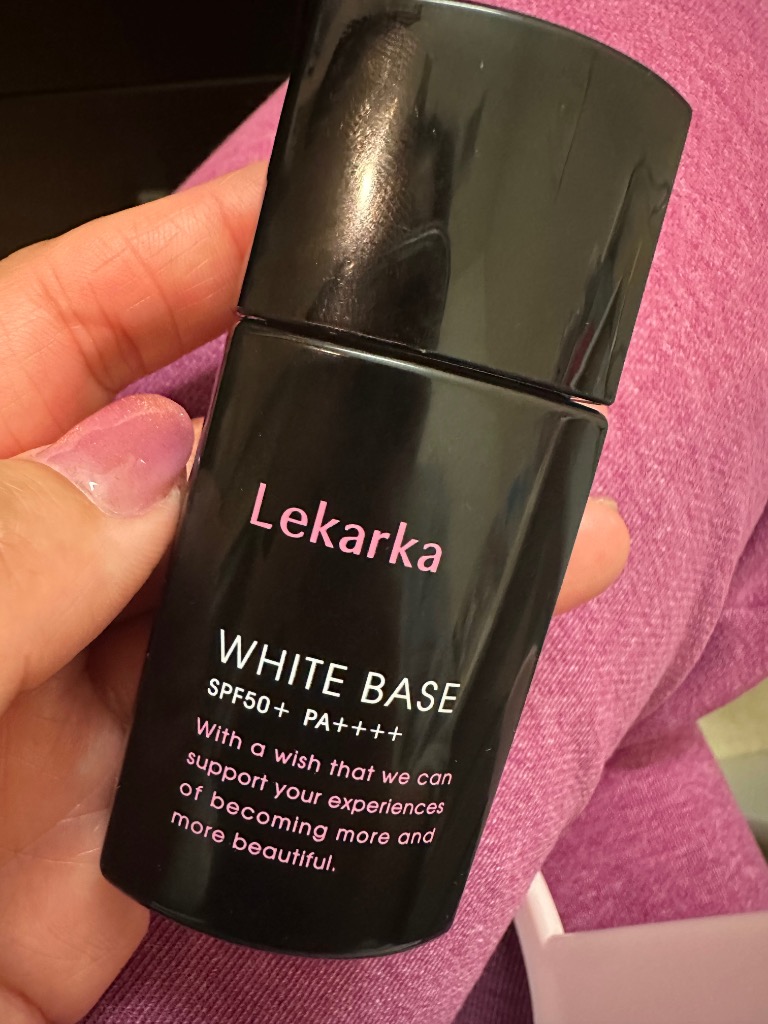 Lekarka
WHITE BASE
SPF50+ PA++++
With a wish that we can
support your experiences
of becoming more and
more beautiful.